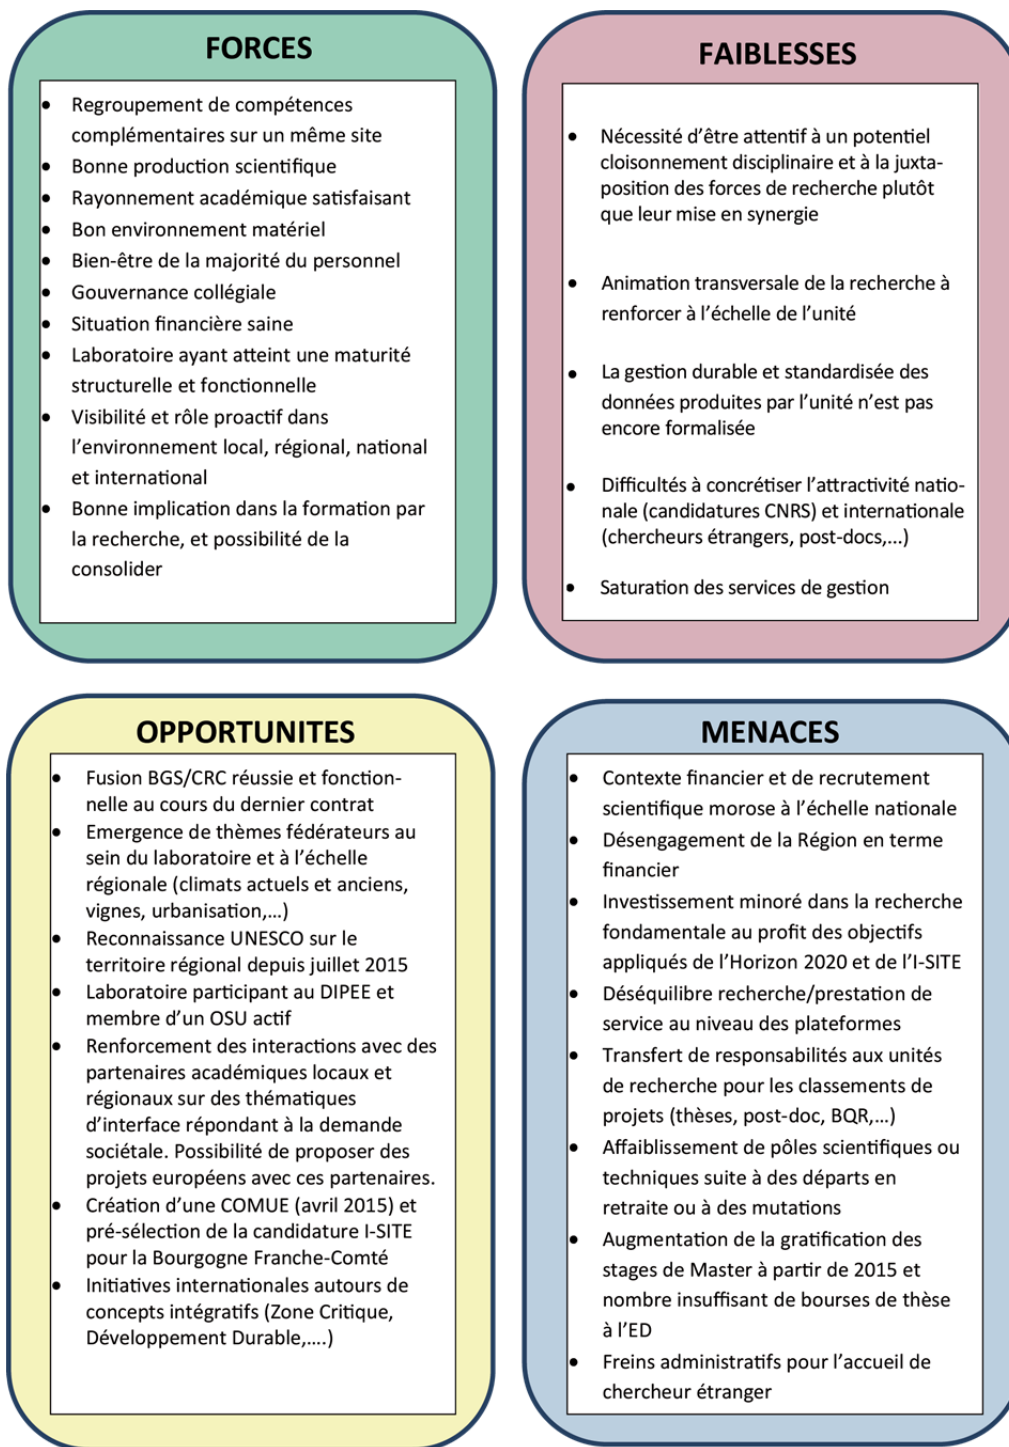 FORCES
• Regroupement de compétences
complémentaires sur un même site
• Bonne production scientifique
• Rayonnement académique satisfaisant
• Bon environnement matériel
• Bien-être de la majorité du personnel
• Gouvernance collégiale
• Situation financière saine
• Laboratoire ayant atteint une maturité
structurelle et fonctionnelle
• Visibilité et rôle proactif dans
l’environnement local, régional, national
et international
• Bonne implication dans la formation par
la recherche, et possibilité de la
consolider
FAIBLESSES
• Nécessité d’être attentif à un potentiel
cloisonnement disciplinaire et à la juxta-
position des forces de recherche plutôt
que leur mise en synergie
• Animation transversale de la recherche à
renforcer à l’échelle de l’unité
• La gestion durable et standardisée des
données produites par l’unité n’est pas
encore formalisée
• Difficultés à concrétiser l’attractivité natio-
nale (candidatures CNRS) et internationale
(chercheurs étrangers, post-docs,...)
• Saturation des services de gestion
OPPORTUNITES
• Fusion BGS/CRC réussie et fonction-
nelle au cours du dernier contrat
• Emergence de thèmes fédérateurs au
sein du laboratoire et à l’échelle
régionale (climats actuels et anciens,
vignes, urbanisation,...)
• Reconnaissance UNESCO sur le
territoire régional depuis juillet 2015
• Laboratoire participant au DIPEE et
membre d’un OSU actif
• Renforcement des interactions avec des
partenaires académiques locaux et
régionaux sur des thématiques
d’interface répondant à la demande
sociétale. Possibilité de proposer des
projets européens avec ces partenaires.
• Création d’une COMUE (avril 2015) et
pré-sélection de la candidature I-SITE
pour la Bourgogne Franche-Comté
• Initiatives internationales autours de
concepts intégratifs (Zone Critique,
Développement Durable,....)
MENACES
• Contexte financier et de recrutement
scientifique morose à l’échelle nationale
• Désengagement de la Région en terme
financier
• Investissement minoré dans la recherche
fondamentale au profit des objectifs
appliqués de l’Horizon 2020 et de l’I-SITE
• Déséquilibre recherche/prestation de
service au niveau des plateformes
• Transfert de responsabilités aux unités
de recherche pour les classements de
projets (thèses, post-doc, BQR,...)
• Affaiblissement de pôles scientifiques ou
techniques suite à des départs en
retraite ou à des mutations
• Augmentation de la gratification des
stages de Master à partir de 2015 et
nombre insuffisant de bourses de thèse
à l’ED
• Freins administratifs pour l’accueil de
chercheur étranger